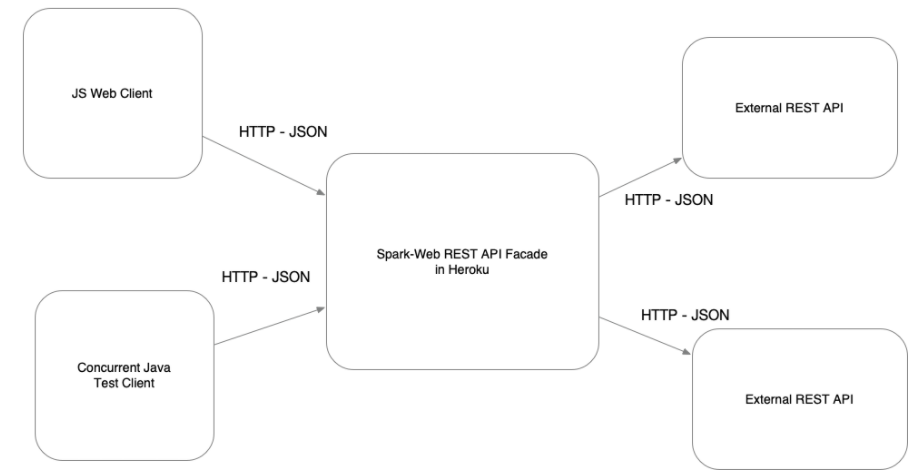 JS Web Client
HTTP - JSON
External REST API
HTTP - JSON
Spark-Web REST API Facade
in Heroku
HTTP - JSON
HTTP - JSON
Concurrent Java
Test Client
External REST API